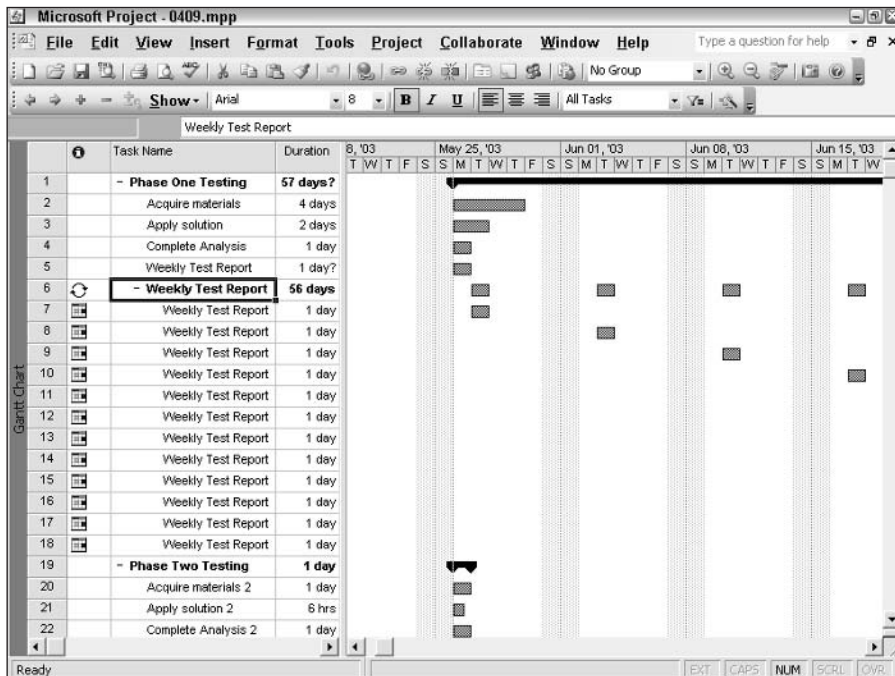 Microsoft Project - 0409.mpp
File Edit View Insert Format Tools Project Collaborate Window Help Type a question for help
No Group
Show Arial 8 B I U All Tasks
Weekly Test Report
Task Name Duration 8, '03 May 25, '03 Jun 01, '03 Jun 08, '03 Jun 15, '03
T W T F S S M T W T F S S M T W T F S S M T W T F S S M T W
1 - Phase One Testing 57 days?
2 Acquire materials 4 days
3 Apply solution 2 days
4 Complete Analysis 1 day
5 Weekly Test Report 1 day?
6 - Weekly Test Report 56 days
7 Weekly Test Report 1 day
8 Weekly Test Report 1 day
9 Weekly Test Report 1 day
10 Weekly Test Report 1 day
11 Weekly Test Report 1 day
12 Weekly Test Report 1 day
13 Weekly Test Report 1 day
14 Weekly Test Report 1 day
15 Weekly Test Report 1 day
16 Weekly Test Report 1 day
17 Weekly Test Report 1 day
18 Weekly Test Report 1 day
19 - Phase Two Testing 1 day
20 Acquire materials 2 1 day
21 Apply solution 2 6 hrs
22 Complete Analysis 2 1 day
Gantt Chart
Ready EXT CAPS NUM SCRL OVR